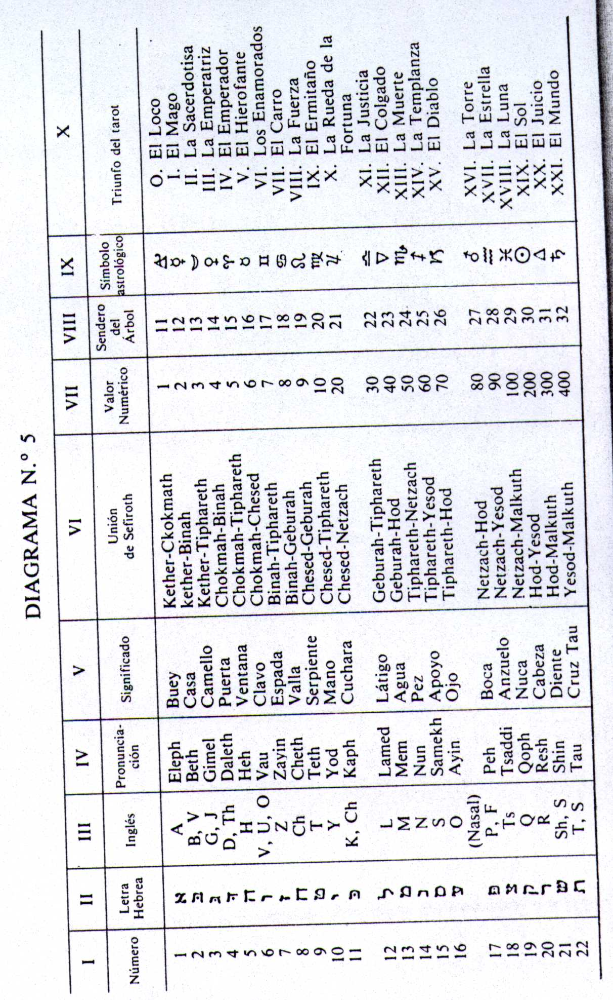 DIAGRAMA N.º 5
I II III IV V VI VII VIII IX X
Número Letra Hebrea Inglés Pronuncia-ción Significado Unión de Sefiroth Valor Numérico Sendero del Árbol Símbolo astrológico Triunfo del tarot
1 א A Eleph Buey Kether-Ckokmath 1 11 O. El Loco
2 ב B, V Beth Casa kether-Binah 2 12 ☿ I. El Mago
3 ג G, J Gimel Camello Kether-Tiphareth 3 13 ☽ II. La Sacerdotisa
4 ד D, Th Daleth Puerta Chokmah-Binah 4 14 ♀ III. La Emperatriz
5 ה H Heh Ventana Chokmah-Tiphareth 5 15 ♈ IV. El Emperador
6 ו V, U, O Vau Clavo Chokmah-Chesed 6 16 ♉ V. El Hierofante
7 ז Z Zayin Espada Binah-Tiphareth 7 17 ♊ VI. Los Enamorados
8 ח Ch Cheth Valla Binah-Geburah 8 18 ♋ VII. El Carro
9 ט T Teth Serpiente Chesed-Geburah 9 19 ♌ VIII. La Fuerza
10 י Y Yod Mano Chesed-Tiphareth 10 20 ♍ IX. El Ermitaño
11 כ K, Ch Kaph Cuchara Chesed-Netzach 20 21 ♃ X. La Rueda de la
Fortuna
12 ל L Lamed Látigo Geburah-Tiphareth 30 22 ♎ XI. La Justicia
13 מ M Mem Agua Geburah-Hod 40 23 ▽ XII. El Colgado
14 נ N Nun Pez Tiphareth-Netzach 50 24 ♏ XIII. La Muerte
15 ס S Samekh Apoyo Tiphareth-Yesod 60 25 ♐ XIV. La Templanza
16 ע O Ayin Ojo Tiphareth-Hod 70 26 ♑ XV. El Diablo
(Nasal)
17 פ P, F Peh Boca Netzach-Hod 80 27 ♂ XVI. La Torre
18 צ Ts Tsaddi Anzuelo Netzach-Yesod 90 28 ♒ XVII. La Estrella
19 ק Q Qoph Nuca Netzach-Malkuth 100 29 ♓ XVIII. La Luna
20 ר R Resh Cabeza Hod-Yesod 200 30 ☉ XIX. El Sol
21 ש Sh, S Shin Diente Hod-Malkuth 300 31 △ XX. El Juicio
22 ת T, S Tau Cruz Tau Yesod-Malkuth 400 32 ♄ XXI. El Mundo